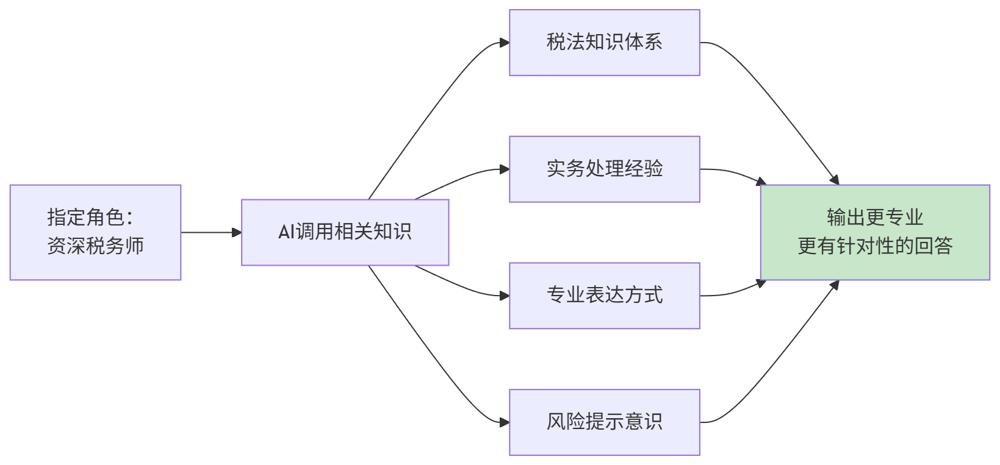 指定角色：
资深税务师
AI调用相关知识
税法知识体系
实务处理经验
专业表达方式
风险提示意识
输出更专业
更有针对性的回答